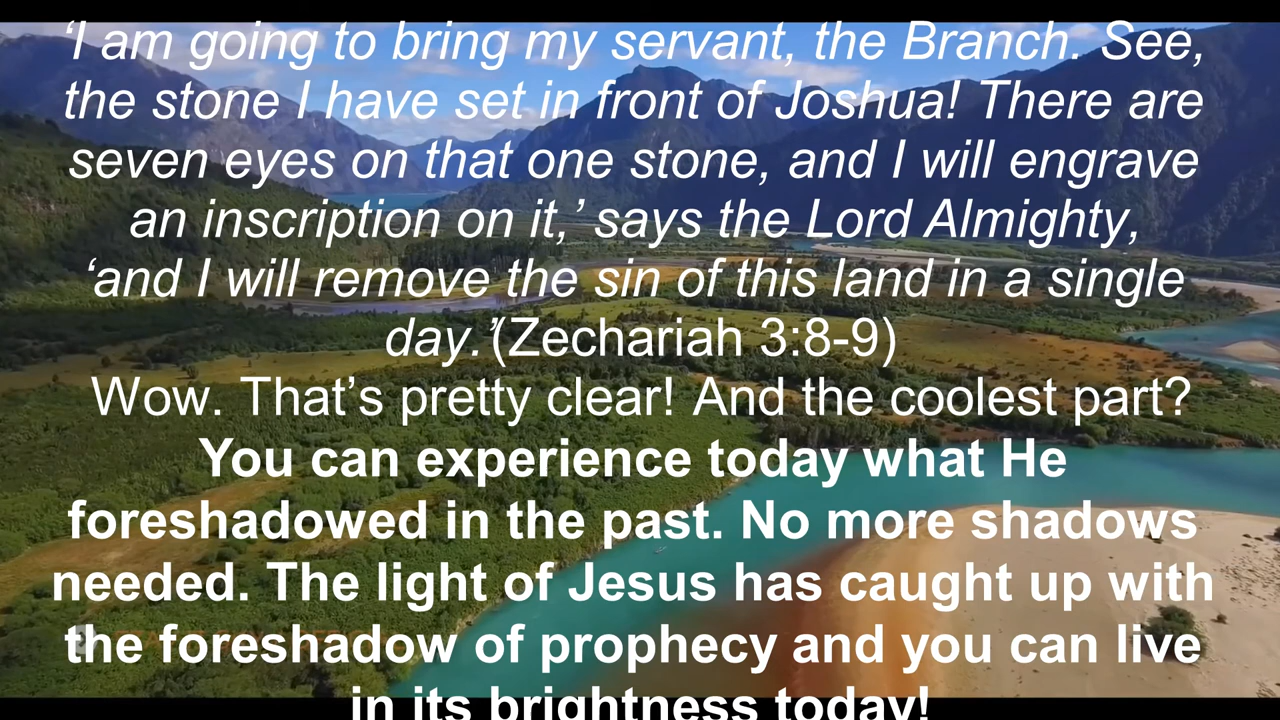 ‘I am going to bring my servant, the Branch. See,
the stone I have set in front of Joshua! There are
seven eyes on that one stone, and I will engrave
an inscription on it,’ says the Lord Almighty,
‘and I will remove the sin of this land in a single
day.’(Zechariah 3:8-9)
Wow. That’s pretty clear! And the coolest part?
You can experience today what He
foreshadowed in the past. No more shadows
needed. The light of Jesus has caught up with
the foreshadow of prophecy and you can live
in its brightness today!